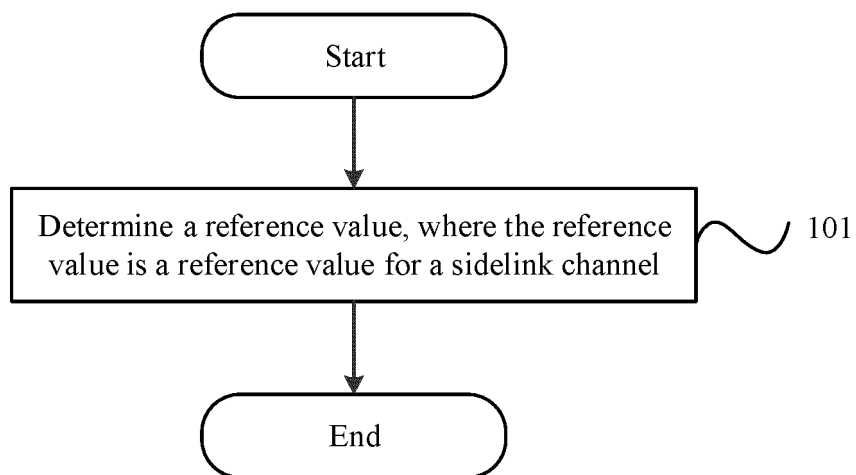 Start
Determine a reference value, where the reference
value is a reference value for a sidelink channel
101
End